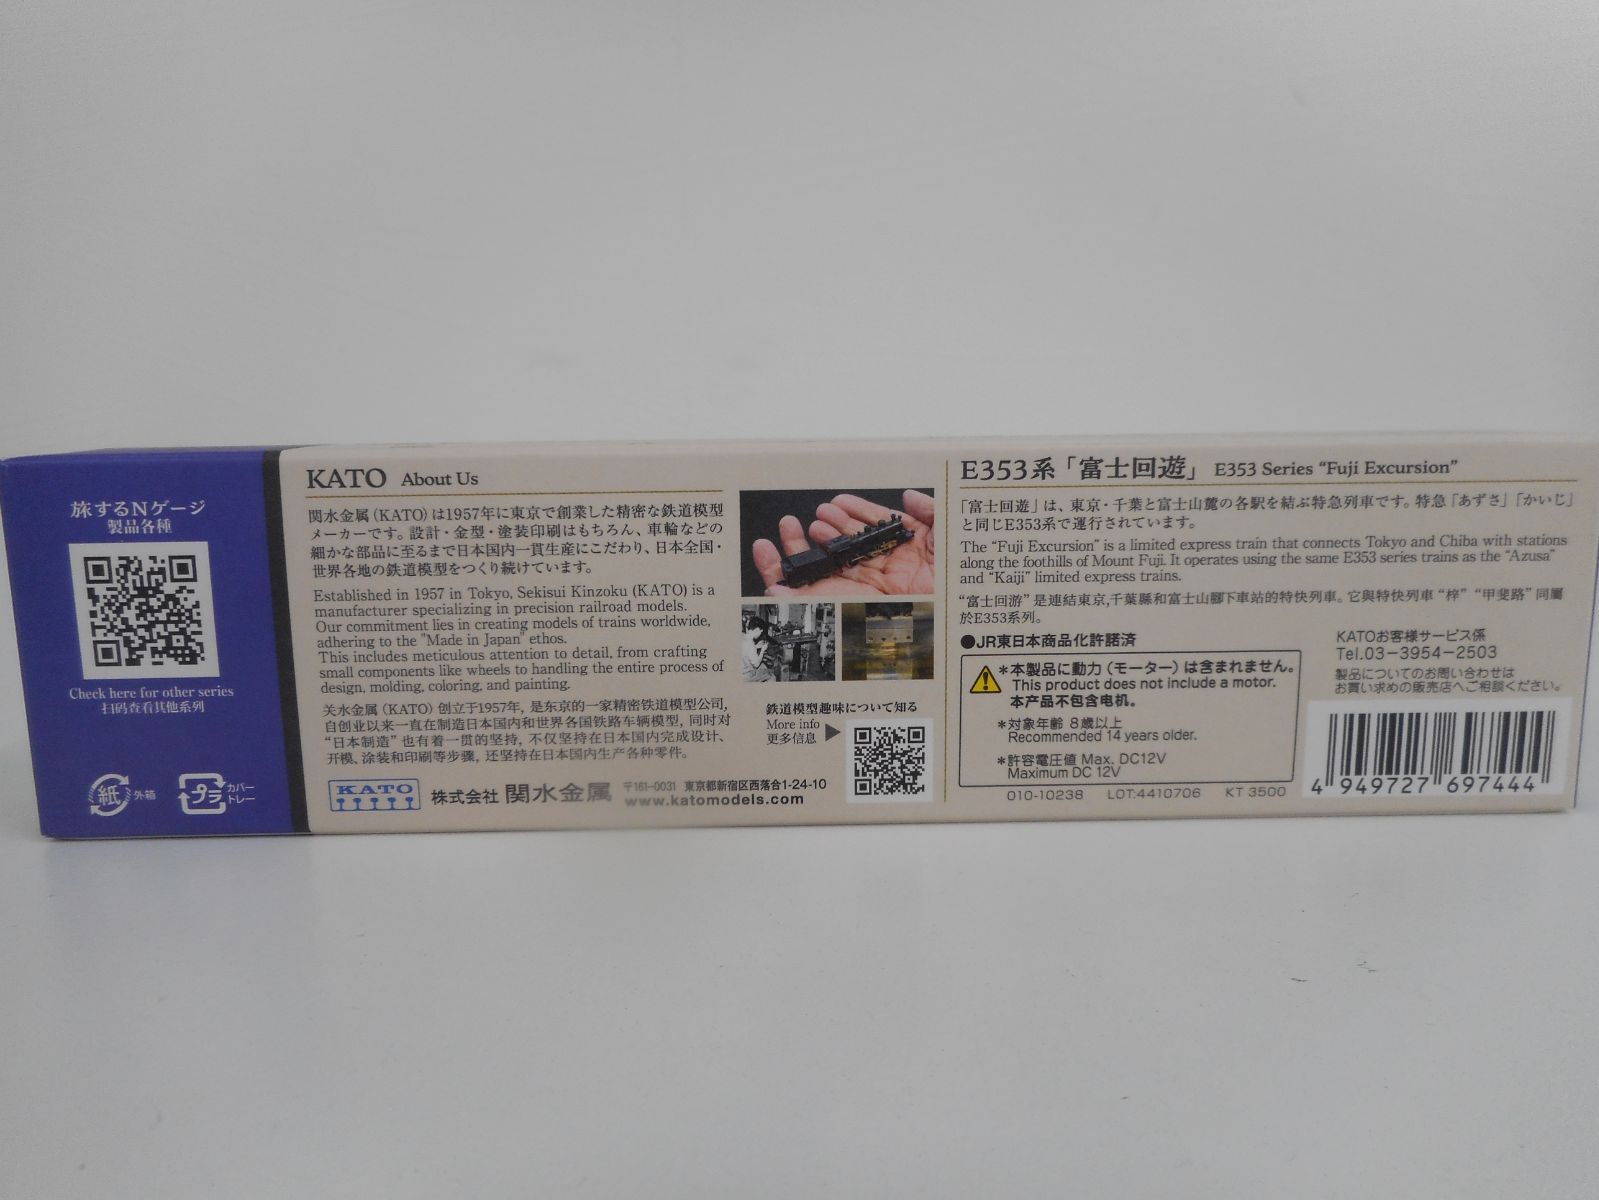 旅するNゲージ
製品各種
Check here for other series
扫码查看其他系列
紙 外箱
プラ カバー
トレー
KATO About Us
関水金属(KATO)は1957年に東京で創業した精密な鉄道模型
メーカーです。設計・金型・塗装印刷はもちろん、車輪などの
細かな部品に至るまで日本国内一貫生産にこだわり、日本全国・
世界各地の鉄道模型をつくり続けています。
Established in 1957 in Tokyo, Sekisui Kinzoku (KATO) is a
manufacturer specializing in precision railroad models.
Our commitment lies in creating models of trains worldwide,
adhering to the "Made in Japan" ethos.
This includes meticulous attention to detail, from crafting
small components like wheels to handling the entire process of
design, molding, coloring, and painting.
关水金属(KATO)创立于1957年, 是东京的一家精密铁道模型公司,
自创业以来一直在制造日本国内和世界各国铁路车辆模型, 同时对
“日本制造”也有着一贯的坚持, 不仅坚持在日本国内完成设计、
开模、涂装和印刷等步骤, 还坚持在日本国内生产各种零件。
KATO 株式会社 関水金属 〒161-0031 東京都新宿区西落合1-24-10
www.katomodels.com
鉄道模型趣味について知る
More info
更多信息
E353系「富士回遊」 E353 Series “Fuji Excursion”
「富士回遊」は、東京・千葉と富士山麓の各駅を結ぶ特急列車です。特急「あずさ」「かいじ」
と同じE353系で運行されています。
The “Fuji Excursion” is a limited express train that connects Tokyo and Chiba with stations
along the foothills of Mount Fuji. It operates using the same E353 series trains as the “Azusa”
and “Kaiji” limited express trains.
“富士回游”是連結東京,千葉縣和富士山腳下車站的特快列車。它與特快列車“梓”“甲斐路”同屬
於E353系列。
●JR東日本商品化許諾済
＊本製品に動力(モーター)は含まれません。
This product does not include a motor.
本产品不包含电机。
＊対象年齢 8歳以上
Recommended 14 years older.
＊許容電圧値 Max. DC12V
Maximum DC 12V
010-10238 LOT:4410706 KT 3500
KATOお客様サービス係
Tel.03-3954-2503
製品についてのお問い合わせは
お買い求めの販売店へご相談ください。
4 949727 697444